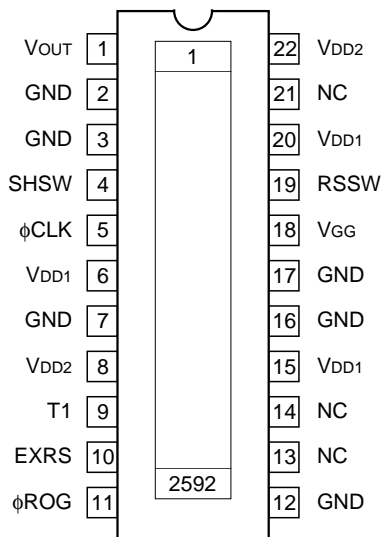 VOUT 1 1 22 VDD2
GND 2 21 NC
GND 3 20 VDD1
SHSW 4 19 RSSW
ϕCLK 5 18 VGG
VDD1 6 17 GND
GND 7 16 GND
VDD2 8 15 VDD1
T1 9 14 NC
EXRS 10 13 NC
ϕROG 11 2592 12 GND